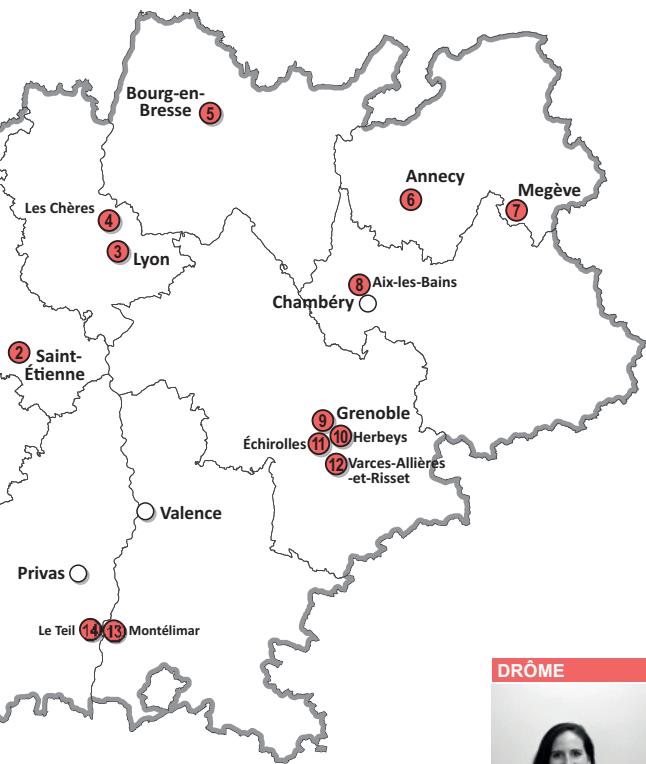 Bourg-en-
Bresse 5
Annecy
6
Megève
7
Les Chères
4
3
Lyon
8 Aix-les-Bains
Chambéry
2 Saint-
Étienne
9 Grenoble
10 Herbeys
Échirolles 11
12 Varces-Allières
-et-Risset
Valence
Privas
Le Teil 14 13 Montélimar
DRÔME